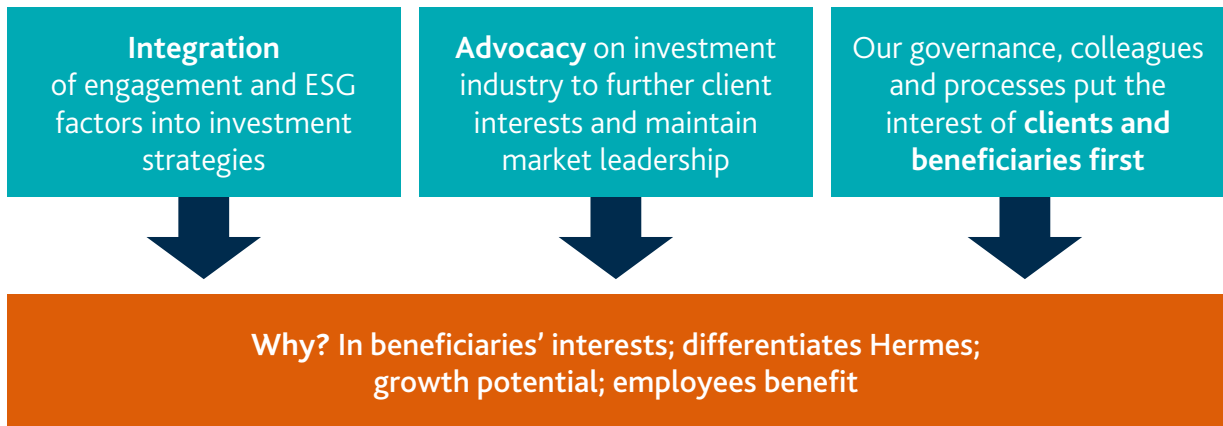 Integration
of engagement and ESG
factors into investment
strategies
Advocacy on investment
industry to further client
interests and maintain
market leadership
Our governance, colleagues
and processes put the
interest of clients and
beneficiaries first
Why? In beneficiaries’ interests; differentiates Hermes;
growth potential; employees benefit